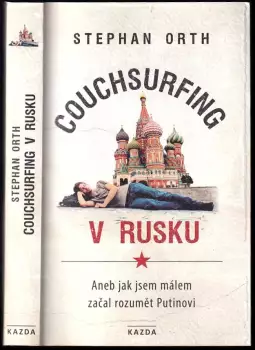 STEPHAN ORTH
COUCHSURFING V RUSKU
KAZDA
STEPHAN ORTH
COUCHSURFING
V RUSKU
Aneb jak jsem málem
začal rozumět Putinovi
KAZDA